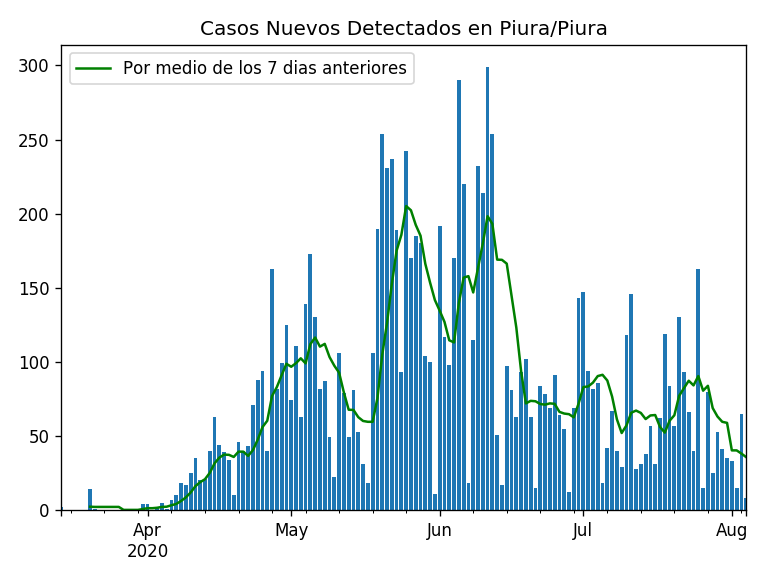 Casos Nuevos Detectados en Piura/Piura
Por medio de los 7 dias anteriores
300
250
200
150
100
50
0
Apr
2020
May
Jun
Jul
Aug